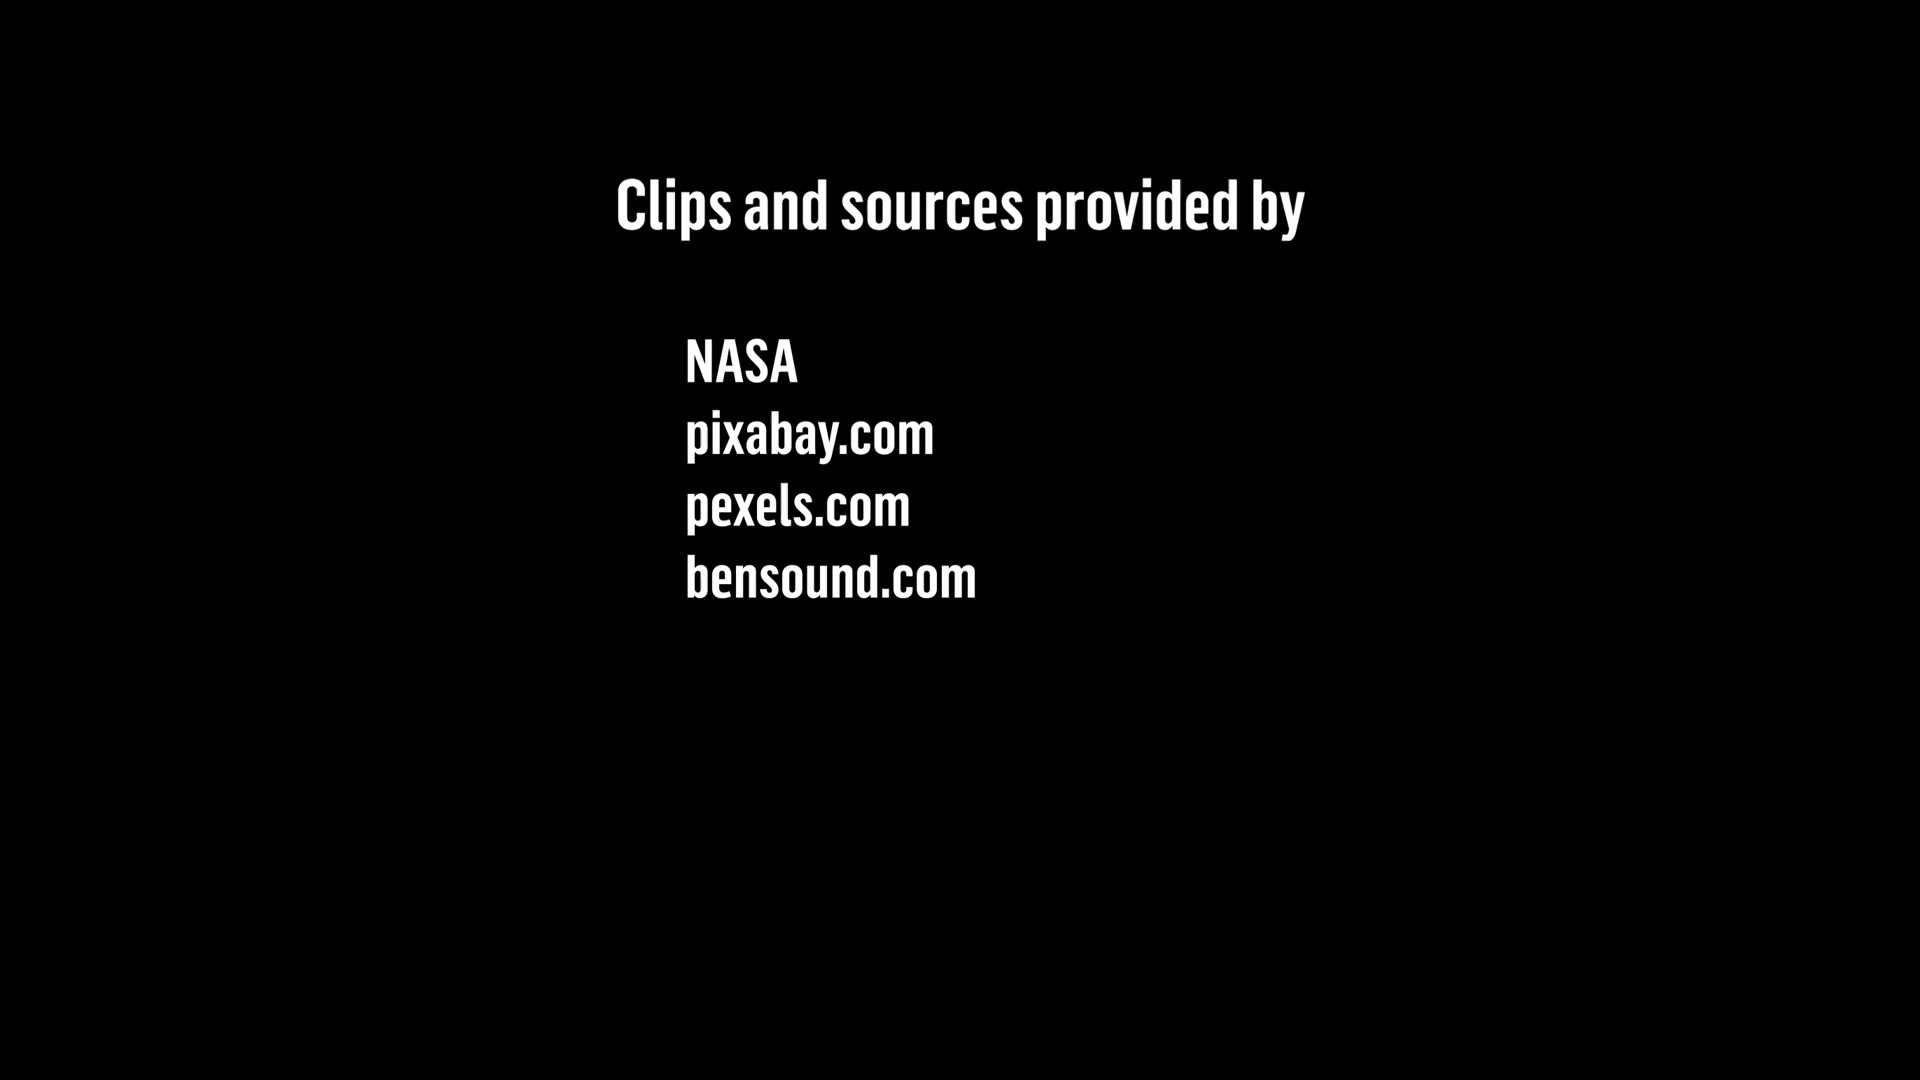 Clips and sources provided by
NASA
pixabay.com
pexels.com
bensound.com